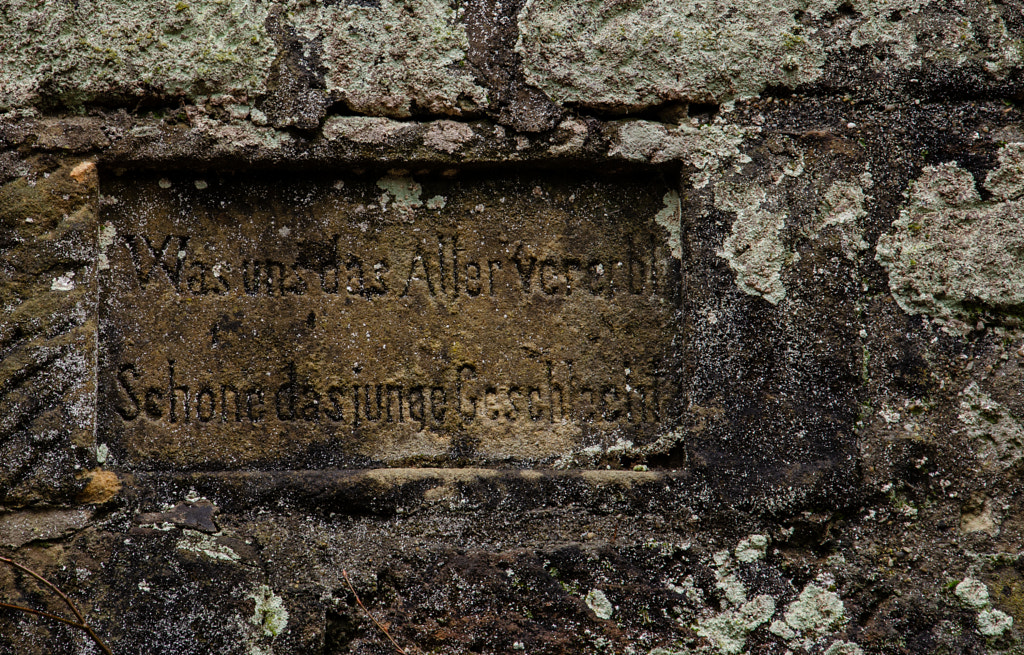 Was uns das Alter vererbt
Schone das junge Geschlecht